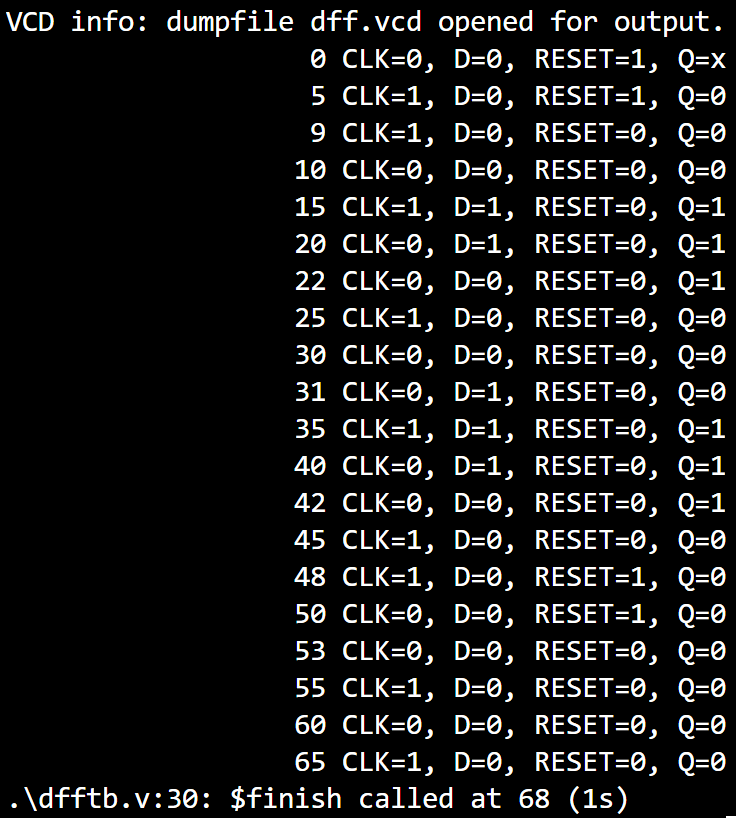 VCD info: dumpfile dff.vcd opened for output.
0 CLK=0, D=0, RESET=1, Q=x
5 CLK=1, D=0, RESET=1, Q=0
9 CLK=1, D=0, RESET=0, Q=0
10 CLK=0, D=0, RESET=0, Q=0
15 CLK=1, D=1, RESET=0, Q=1
20 CLK=0, D=1, RESET=0, Q=1
22 CLK=0, D=0, RESET=0, Q=1
25 CLK=1, D=0, RESET=0, Q=0
30 CLK=0, D=0, RESET=0, Q=0
31 CLK=0, D=1, RESET=0, Q=0
35 CLK=1, D=1, RESET=0, Q=1
40 CLK=0, D=1, RESET=0, Q=1
42 CLK=0, D=0, RESET=0, Q=1
45 CLK=1, D=0, RESET=0, Q=0
48 CLK=1, D=0, RESET=1, Q=0
50 CLK=0, D=0, RESET=1, Q=0
53 CLK=0, D=0, RESET=0, Q=0
55 CLK=1, D=0, RESET=0, Q=0
60 CLK=0, D=0, RESET=0, Q=0
65 CLK=1, D=0, RESET=0, Q=0
.\dfftb.v:30: $finish called at 68 (1s)